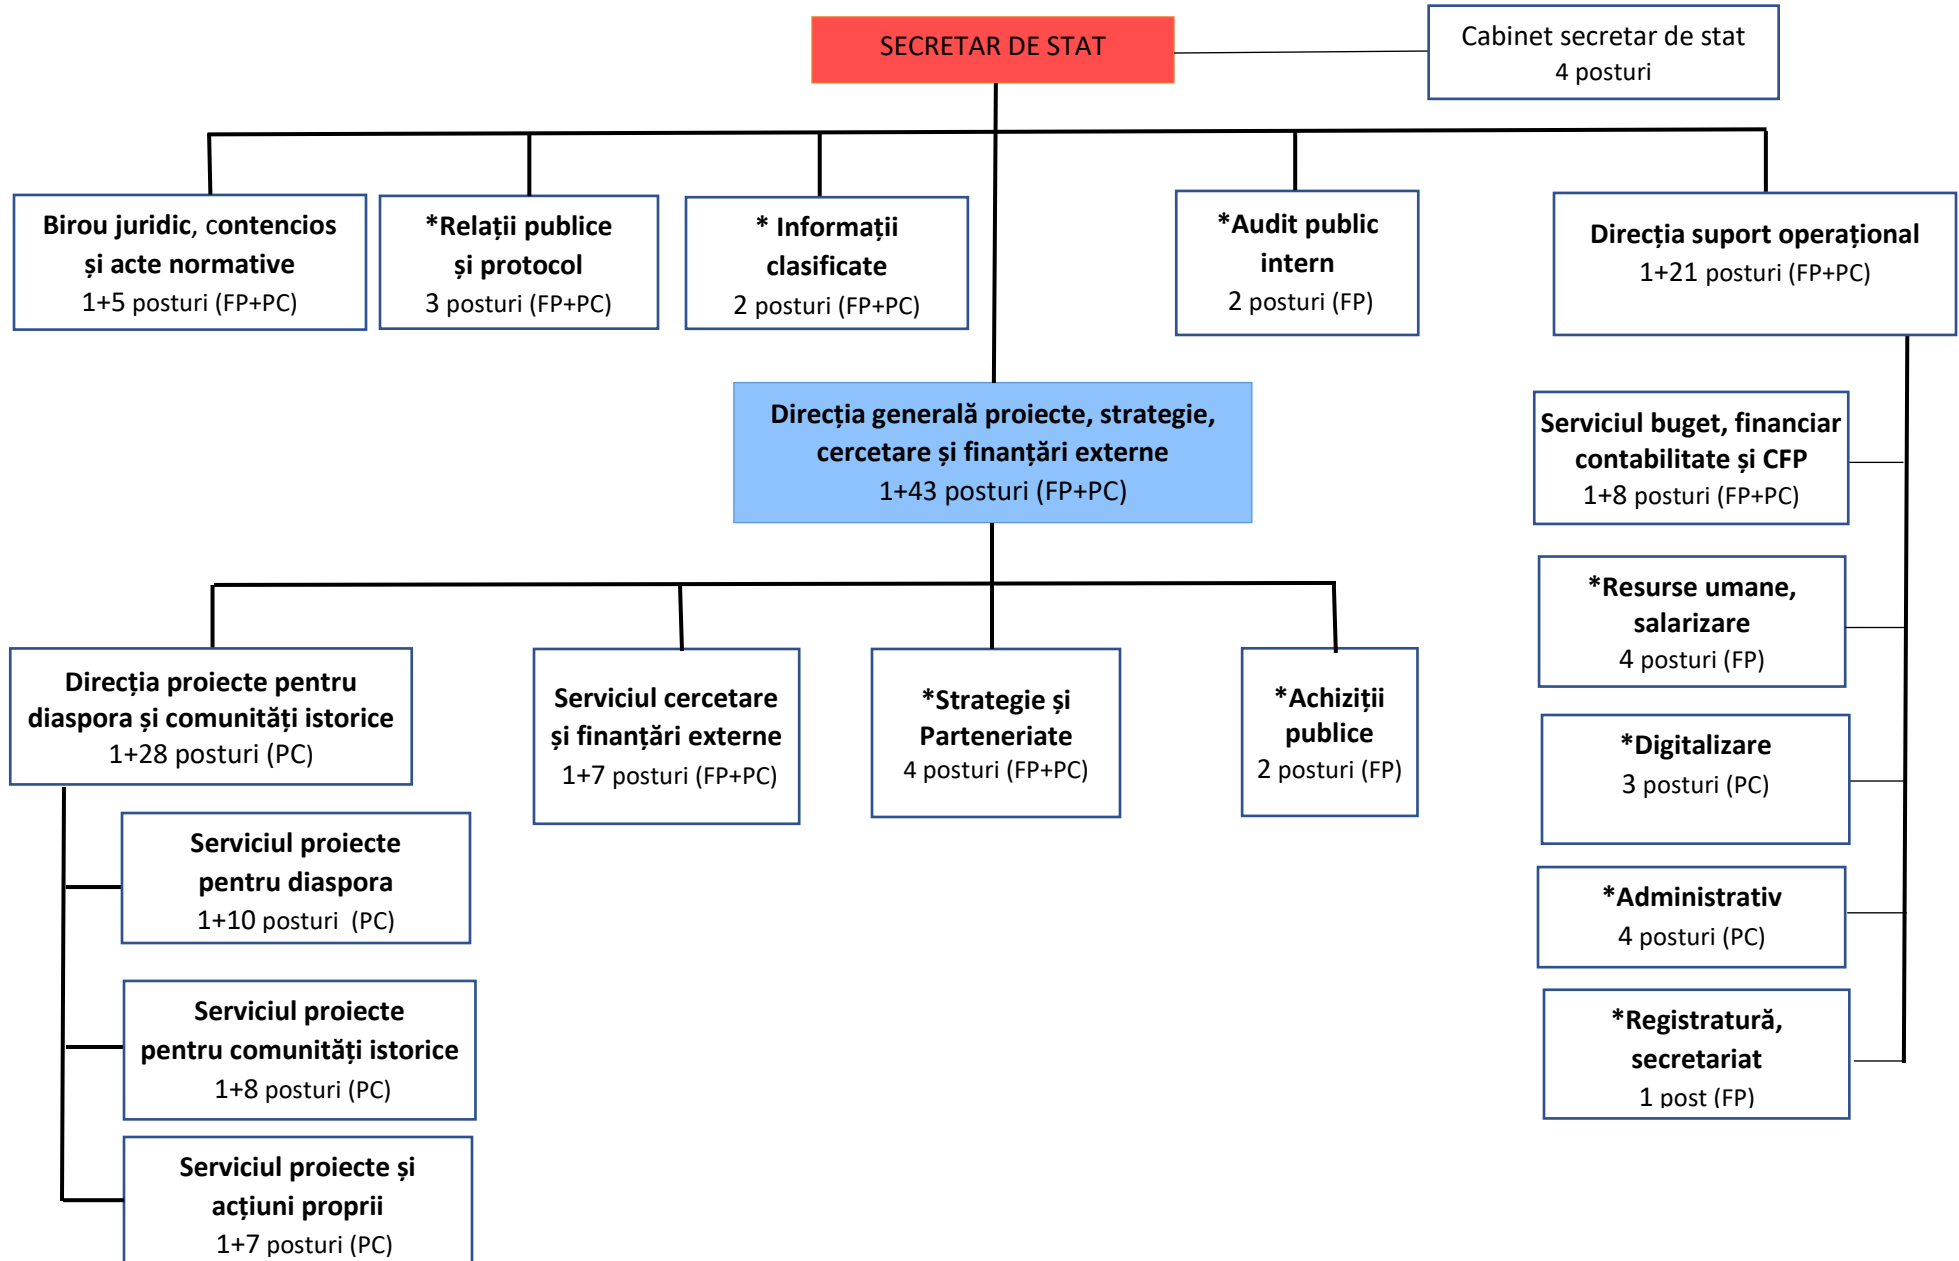 SECRETAR DE STAT
Cabinet secretar de stat
4 posturi
Birou juridic, contencios
și acte normative
1+5 posturi (FP+PC)
*Relații publice
și protocol
3 posturi (FP+PC)
* Informații
clasificate
2 posturi (FP+PC)
*Audit public
intern
2 posturi (FP)
Direcția suport operațional
1+21 posturi (FP+PC)
Direcția generală proiecte, strategie,
cercetare și finanțări externe
1+43 posturi (FP+PC)
Serviciul buget, financiar
contabilitate și CFP
1+8 posturi (FP+PC)
*Resurse umane,
salarizare
4 posturi (FP)
*Digitalizare
3 posturi (PC)
*Administrativ
4 posturi (PC)
*Registratură,
secretariat
1 post (FP)
Direcția proiecte pentru
diaspora și comunități istorice
1+28 posturi (PC)
Serviciul cercetare
și finanțări externe
1+7 posturi (FP+PC)
*Strategie și
Parteneriate
4 posturi (FP+PC)
*Achiziții
publice
2 posturi (FP)
Serviciul proiecte
pentru diaspora
1+10 posturi (PC)
Serviciul proiecte
pentru comunități istorice
1+8 posturi (PC)
Serviciul proiecte și
acțiuni proprii
1+7 posturi (PC)